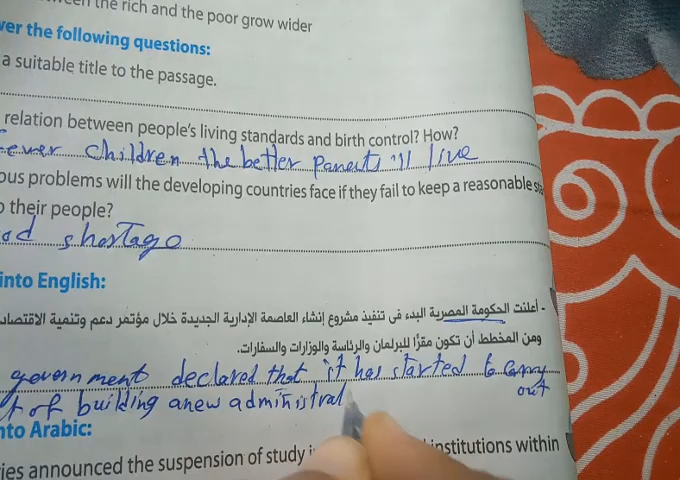 the rich and the poor grow wider
ver the following questions:
a suitable title to the passage.
relation between people's living standards and birth control? How?
ewer children the better parents 'll live
ous problems will the developing countries face if they fail to keep a reasonable
o their people?
od shortage
into English:
- أعلنت الحكومة المصرية البدء فى تنفيذ مشروع إنشاء العاصمة الإدارية الجديدة خلال مؤتمر دعم وتنمية الاقتصاد
ومن المخطط أن تكون مقرًا للبرلمان والرئاسة والوزارات والسفارات.
government declared that it has started to carry
out
t of building anew administral
nto Arabic:
ies announced the suspension of study institutions within